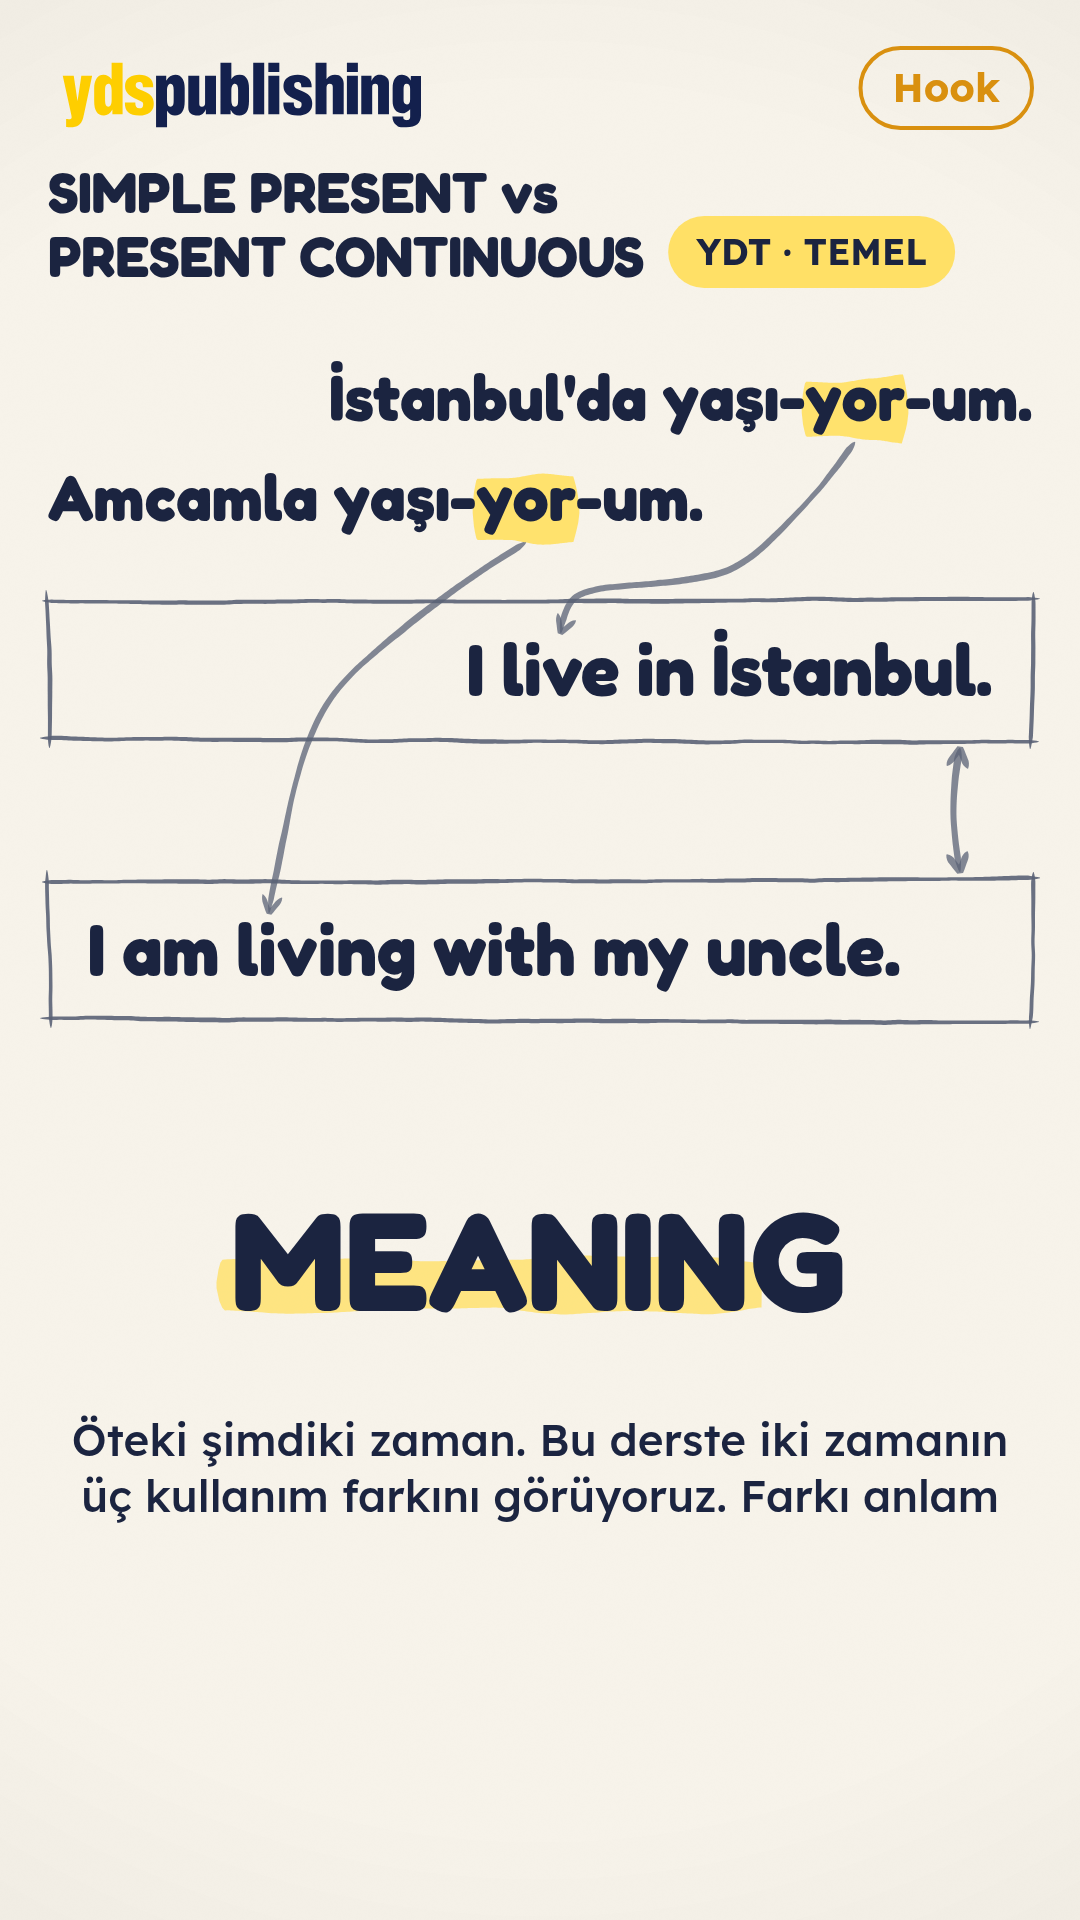 ydspublishing
Hook
SIMPLE PRESENT vs
PRESENT CONTINUOUS
YDT · TEMEL
İstanbul'da yaşı-yor-um.
Amcamla yaşı-yor-um.
I live in İstanbul.
I am living with my uncle.
MEANING
Öteki şimdiki zaman. Bu derste iki zamanın
üç kullanım farkını görüyoruz. Farkı anlam